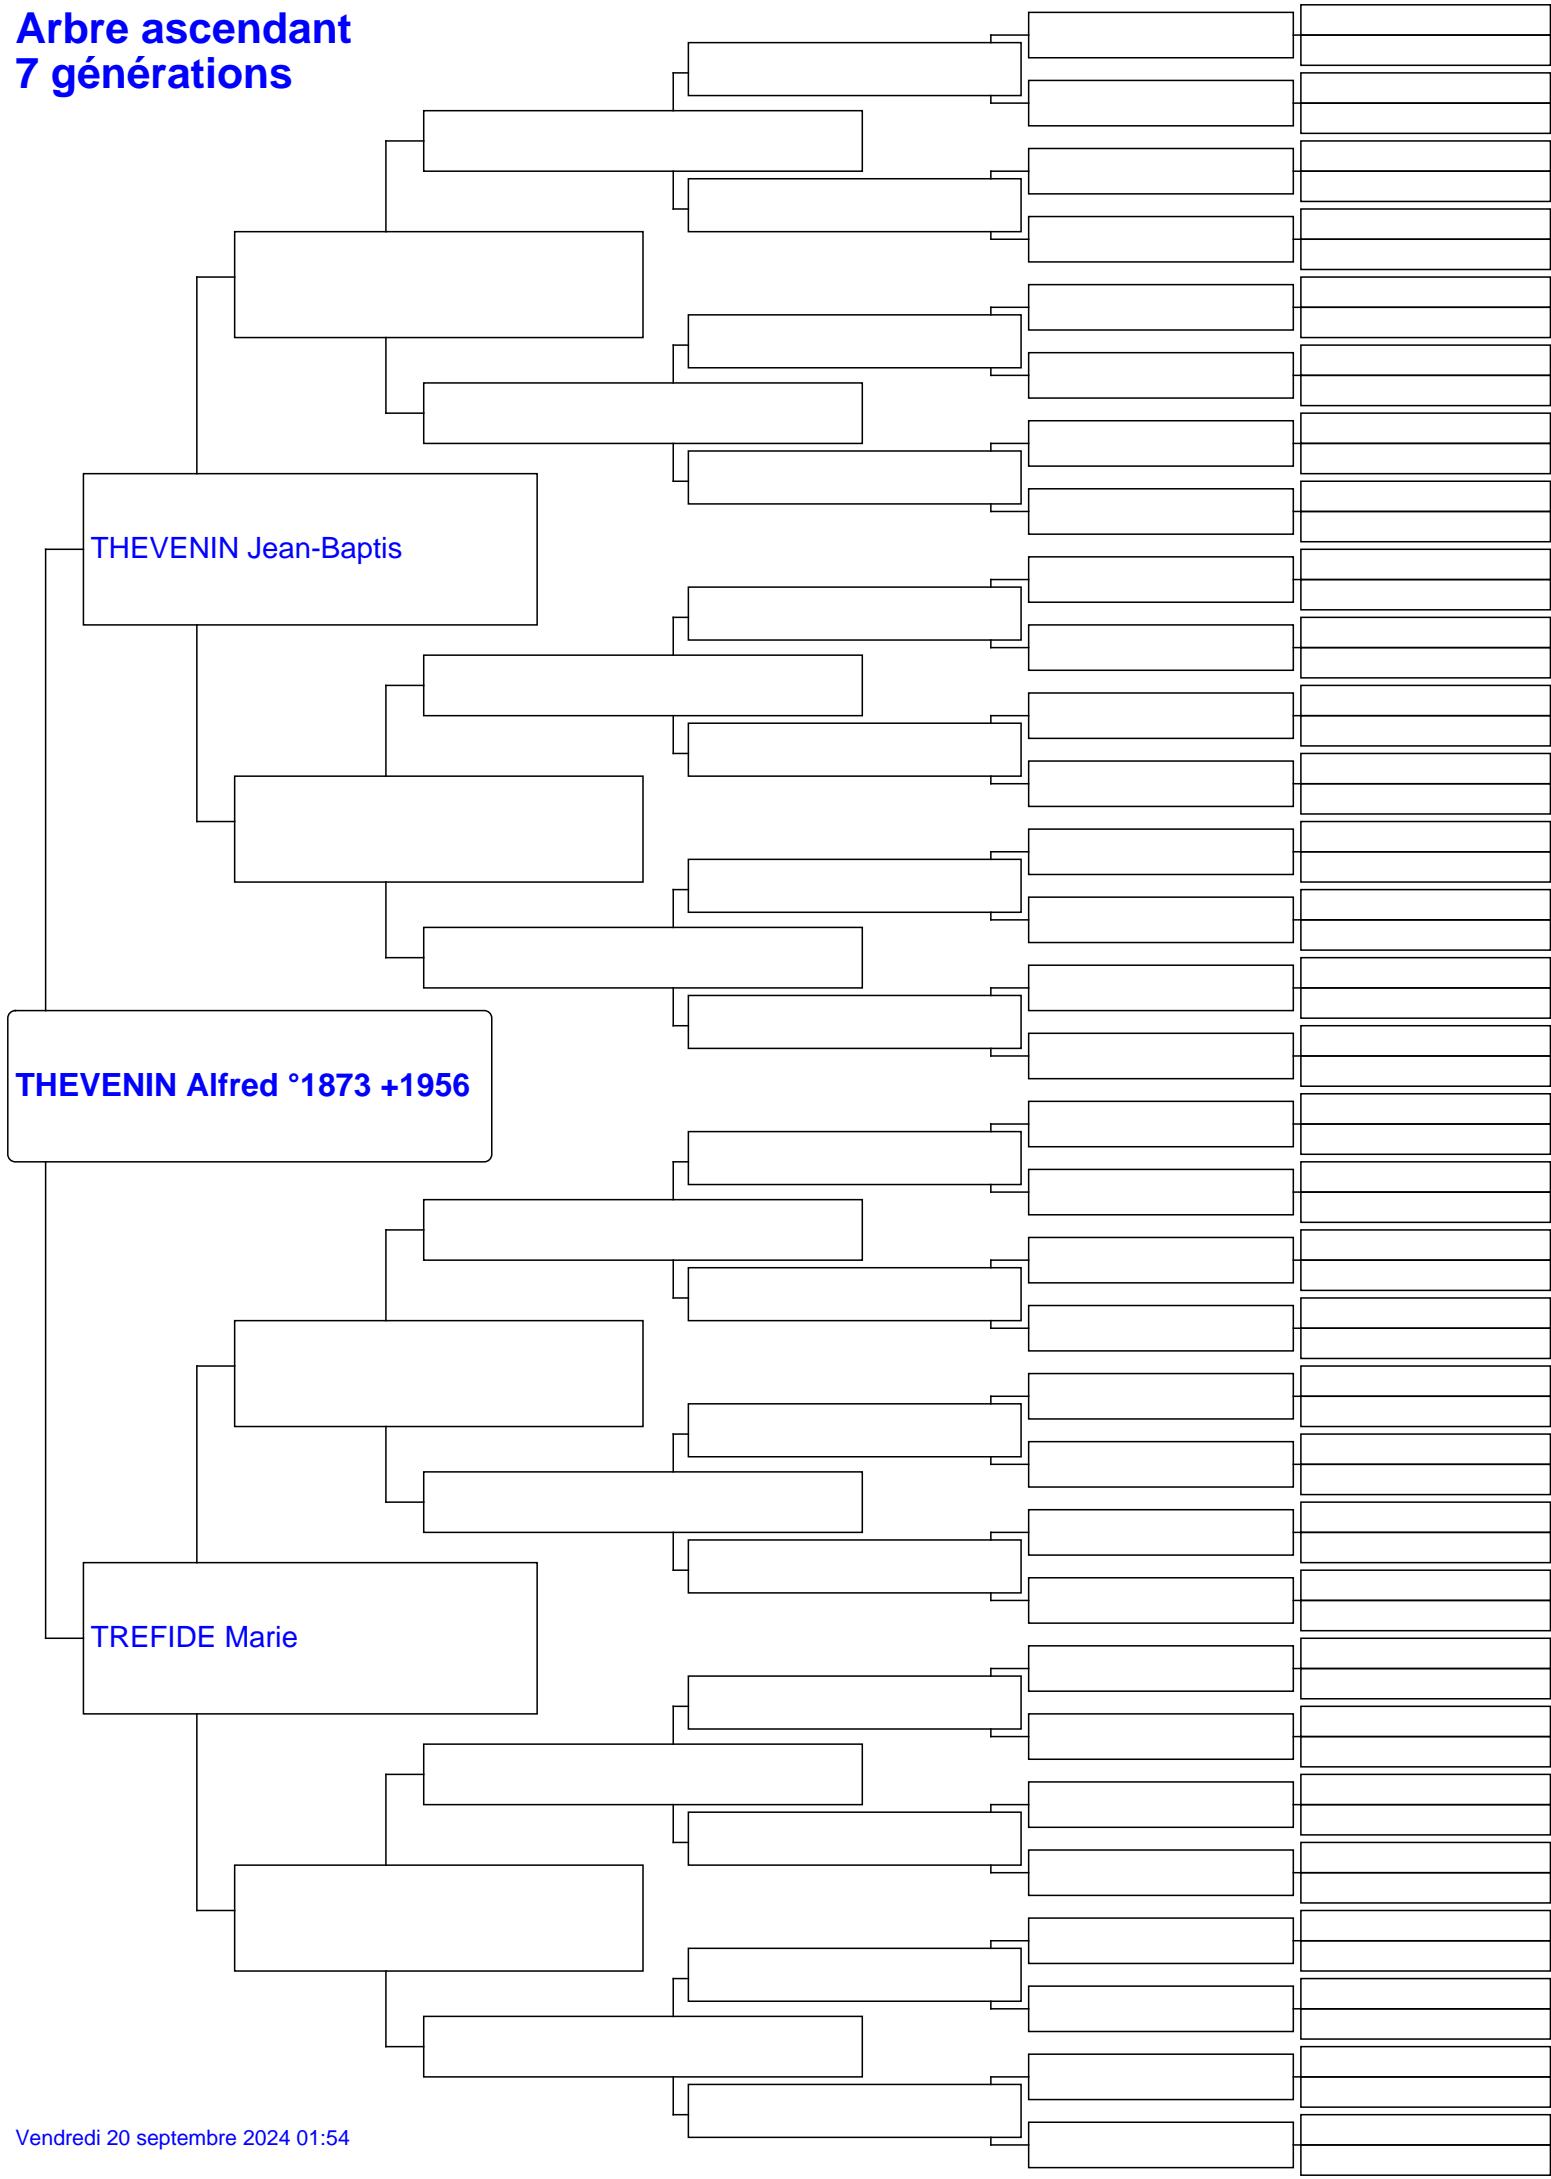 Arbre ascendant
7 générations
THEVENIN Jean-Baptis
THEVENIN Alfred °1873 +1956
TREFIDE Marie
Vendredi 20 septembre 2024 01:54